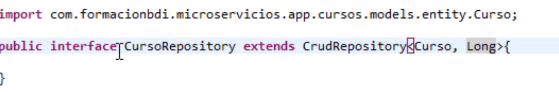 import com.formacionbdi.microservicios.app.cursos.models.entity.Curso;
public interface CursoRepository extends CrudRepository<Curso, Long>{
}